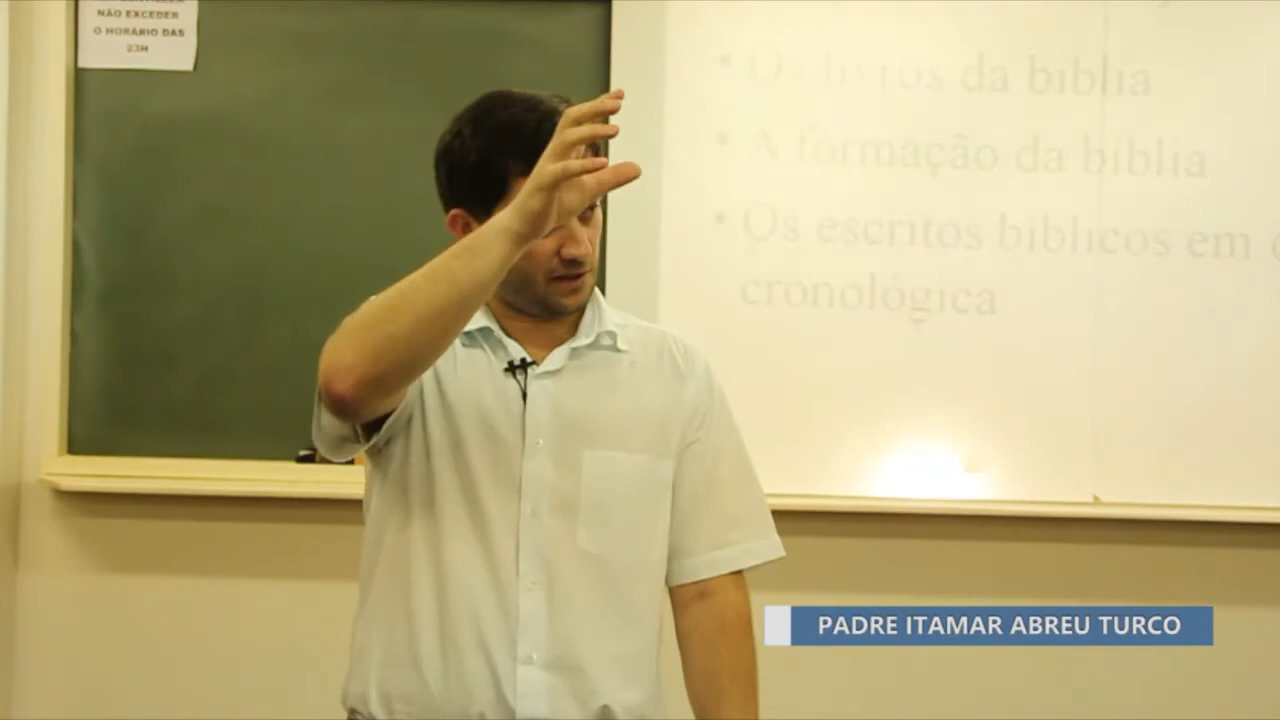 NÃO EXCEDER
O HORÁRIO DAS
23H
• Os livros da bíblia
• A formação da bíblia
• Os escritos bíblicos em
cronológica
PADRE ITAMAR ABREU TURCO